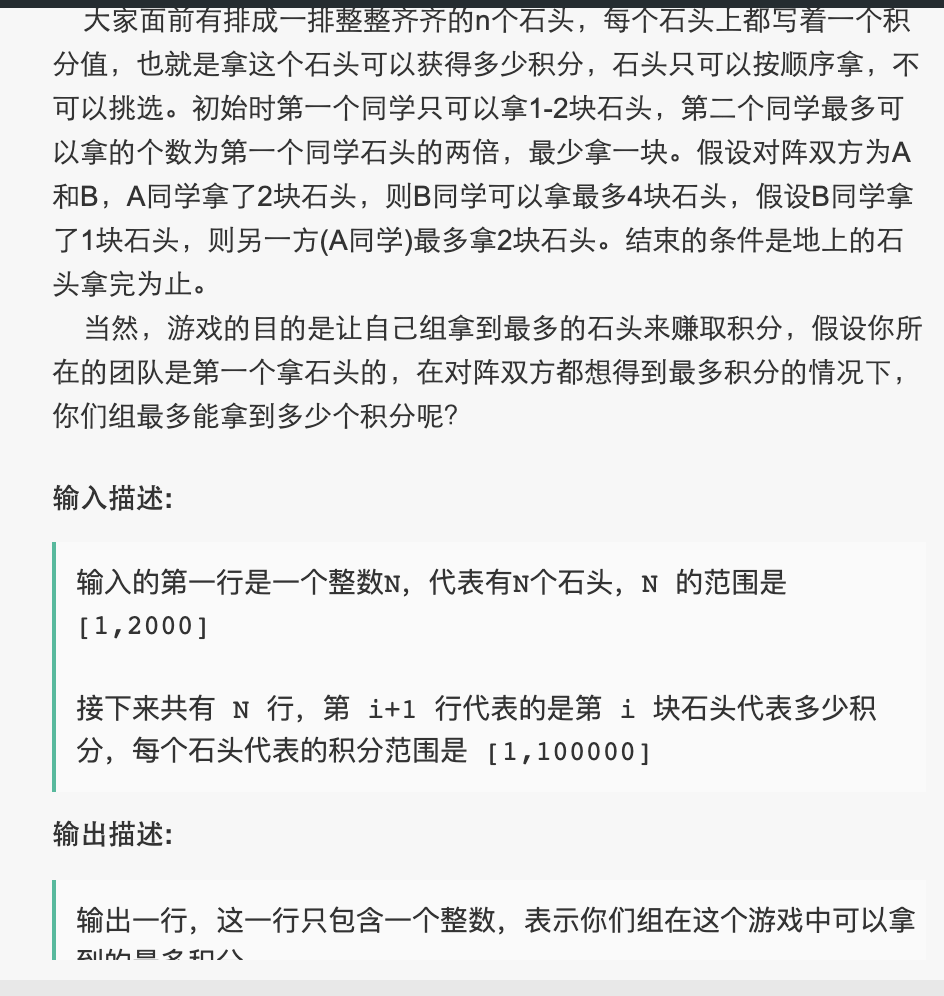 大家面前有排成一排整整齐齐的n个石头，每个石头上都写着一个积
分值，也就是拿这个石头可以获得多少积分，石头只可以按顺序拿，不
可以挑选。初始时第一个同学只可以拿1-2块石头，第二个同学最多可
以拿的个数为第一个同学石头的两倍，最少拿一块。假设对阵双方为A
和B，A同学拿了2块石头，则B同学可以拿最多4块石头，假设B同学拿
了1块石头，则另一方(A同学)最多拿2块石头。结束的条件是地上的石
头拿完为止。
当然，游戏的目的是让自己组拿到最多的石头来赚取积分，假设你所
在的团队是第一个拿石头的，在对阵双方都想得到最多积分的情况下，
你们组最多能拿到多少个积分呢？
输入描述:
输入的第一行是一个整数N，代表有N个石头，N 的范围是
[1,2000]
接下来共有 N 行，第 i+1 行代表的是第 i 块石头代表多少积
分，每个石头代表的积分范围是 [1,100000]
输出描述:
输出一行，这一行只包含一个整数，表示你们组在这个游戏中可以拿
到的最多积分